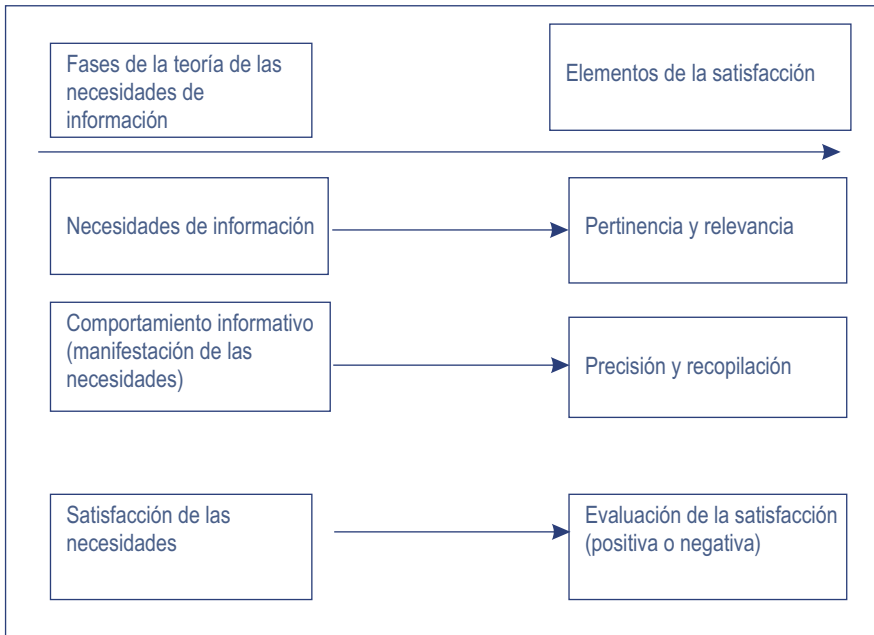 Fases de la teoría de las
necesidades de
información
Elementos de la satisfacción
Necesidades de información
Pertinencia y relevancia
Comportamiento informativo
(manifestación de las
necesidades)
Precisión y recopilación
Satisfacción de las
necesidades
Evaluación de la satisfacción
(positiva o negativa)